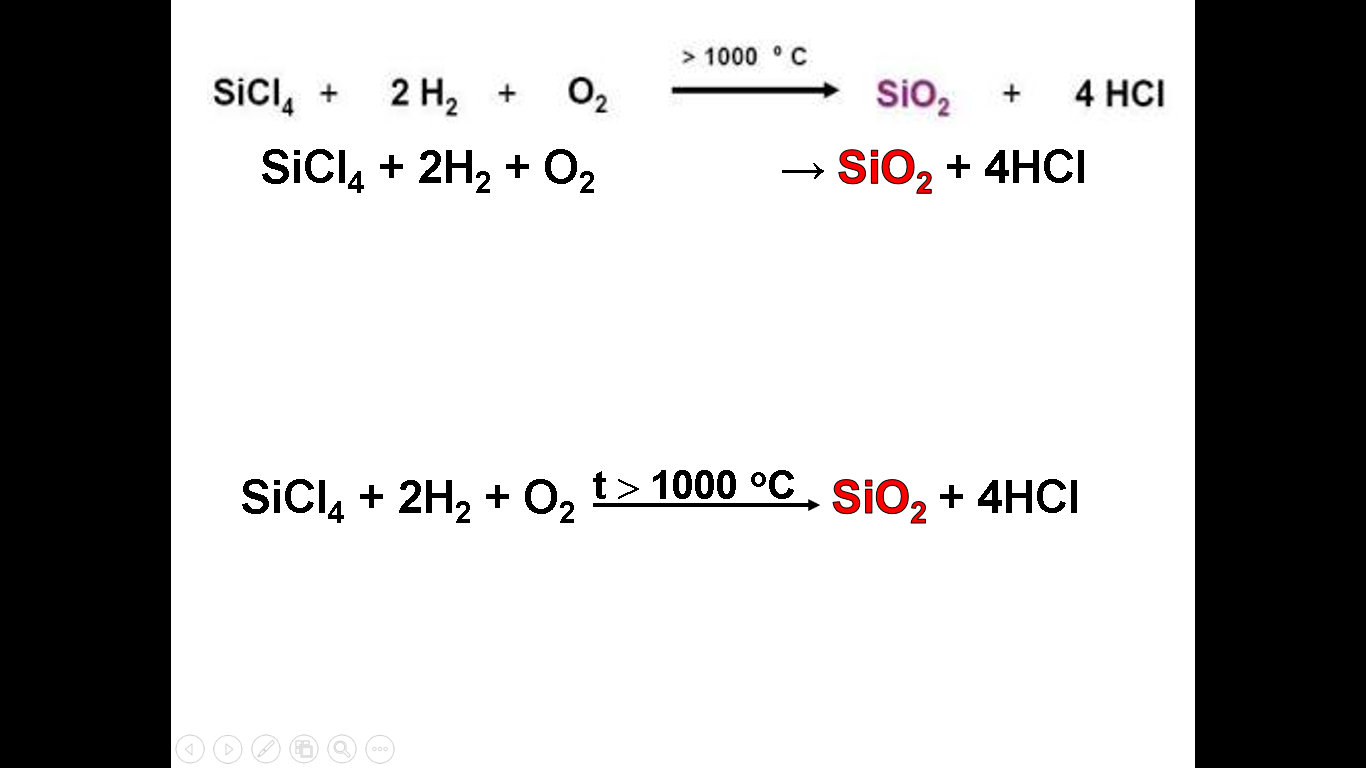 > 1000 ⁰ C
SiCl₄ + 2 H₂ + O₂ ⟶ SiO₂ + 4 HCl
SiCl₄ + 2H₂ + O₂ → SiO₂ + 4HCl
t > 1000 ᵒC
SiCl₄ + 2H₂ + O₂ ⟶ SiO₂ + 4HCl